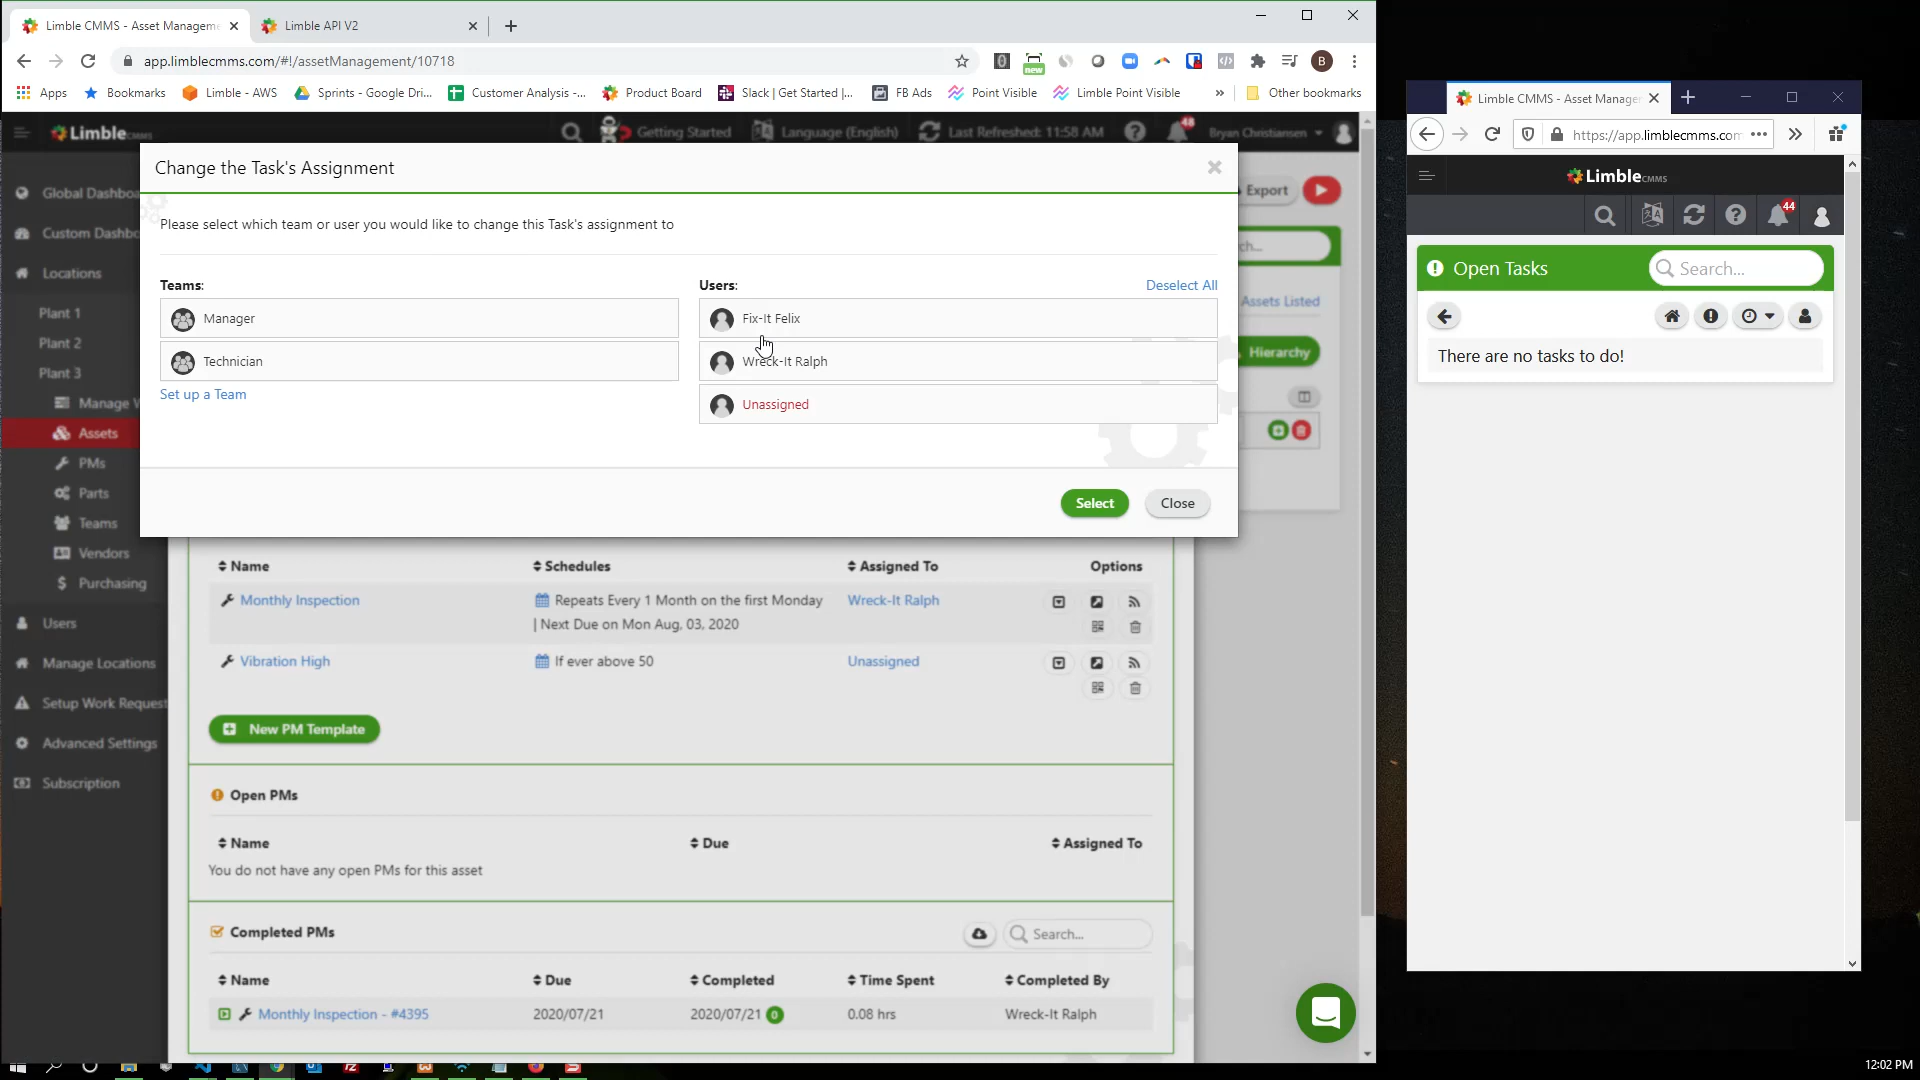 Limble CMMS - Asset Manageme
Limble API V2
app.limblecmms.com/#!/assetManagement/10718
new
B
Apps
Bookmarks
Limble - AWS
Sprints - Google Dri...
Customer Analysis -...
Product Board
Slack | Get Started |...
FB Ads
Point Visible
Limble Point Visible
»
Other bookmarks
Limble CMMS
Getting Started
Language (English)
Last Refreshed: 11:58 AM
48
Bryan Christiansen
Global Dashboa
Custom Dashbo
Locations
Plant 1
Plant 2
Plant 3
Manage W
Assets
PMs
Parts
Teams
Vendors
Purchasing
Users
Manage Locations
Setup Work Request
Advanced Settings
Subscription
Change the Task's Assignment
Please select which team or user you would like to change this Task's assignment to
Teams:
Manager
Technician
Set up a Team
Users:
Deselect All
Fix-It Felix
Wreck-It Ralph
Unassigned
Select
Close
Export
ch...
Assets Listed
Hierarchy
Name
Schedules
Assigned To
Options
Monthly Inspection
Repeats Every 1 Month on the first Monday
| Next Due on Mon Aug, 03, 2020
Wreck-It Ralph
Vibration High
If ever above 50
Unassigned
New PM Template
Open PMs
Name
Due
Assigned To
You do not have any open PMs for this asset
Completed PMs
Search...
Name
Due
Completed
Time Spent
Completed By
Monthly Inspection - #4395
2020/07/21
2020/07/21 0
0.08 hrs
Wreck-It Ralph
Limble CMMS - Asset Manager
https://app.limblecmms.com
Limble CMMS
44
Open Tasks
Search...
There are no tasks to do!
12:02 PM